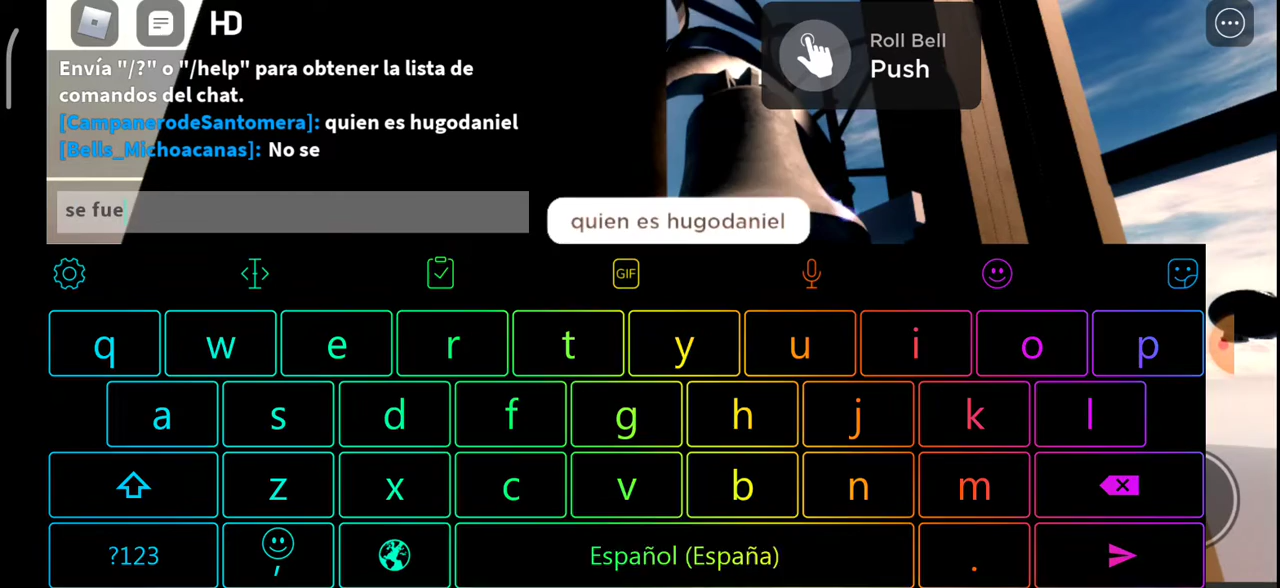 HD
Roll Bell
Push
Envía "/?" o "/help" para obtener la lista de
comandos del chat.
[CampanerodeSantomera]: quien es hugodaniel
[Bells_Michoacanas]: No se
se fue
quien es hugodaniel
GIF
q w e r t y u i o p
a s d f g h j k l
z x c v b n m
?123 , Español (España) .